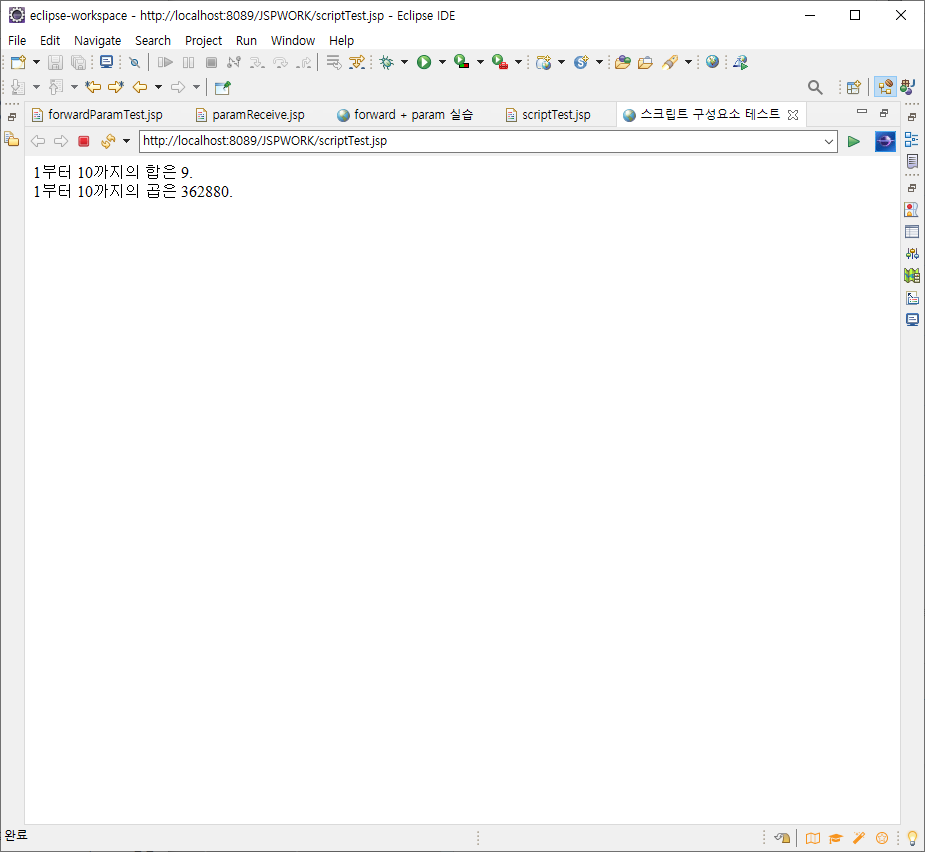 eclipse-workspace - http://localhost:8089/JSPWORK/scriptTest.jsp - Eclipse IDE
File Edit Navigate Search Project Run Window Help
forwardParamTest.jsp paramReceive.jsp forward + param 실습 scriptTest.jsp 스크립트 구성요소 테스트
http://localhost:8089/JSPWORK/scriptTest.jsp
1부터 10까지의 합은 9.
1부터 10까지의 곱은 362880.
완료